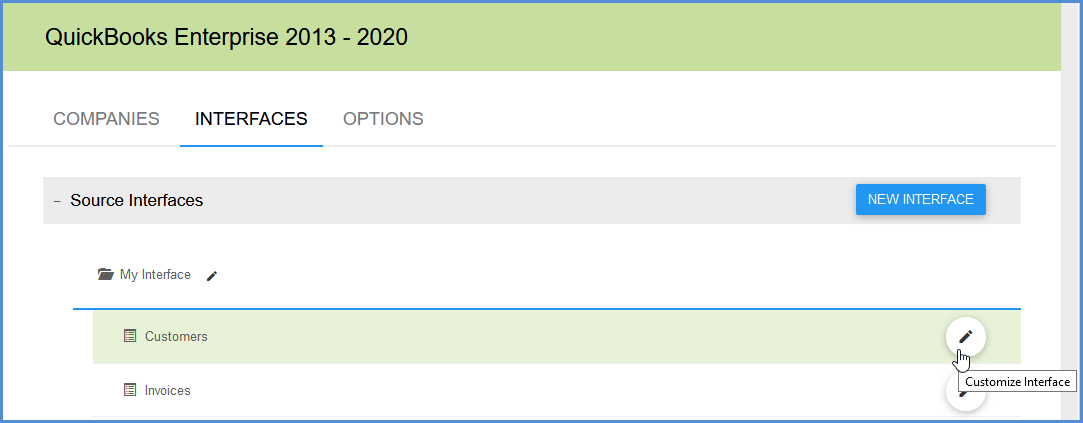 QuickBooks Enterprise 2013 - 2020
COMPANIES INTERFACES OPTIONS
– Source Interfaces NEW INTERFACE
My Interface
Customers
Customize Interface
Invoices